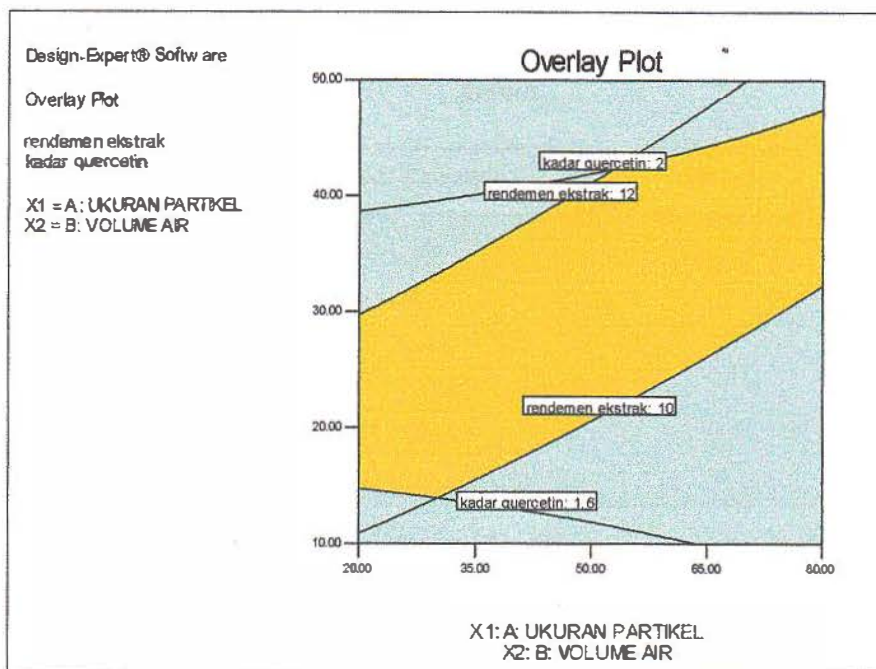 Design-Expert® Software
Overlay Plot
rendemen ekstrak
kadar quercetin
X1 = A: UKURAN PARTIKEL
X2 = B: VOLUME AIR
Overlay Plot
50.00
40.00
30.00
20.00
10.00
kadar quercetin: 2
rendemen ekstrak: 12
rendemen ekstrak: 10
kadar quercetin: 1.6
20.00 35.00 50.00 65.00 80.00
X1: A: UKURAN PARTIKEL
X2: B: VOLUME AIR